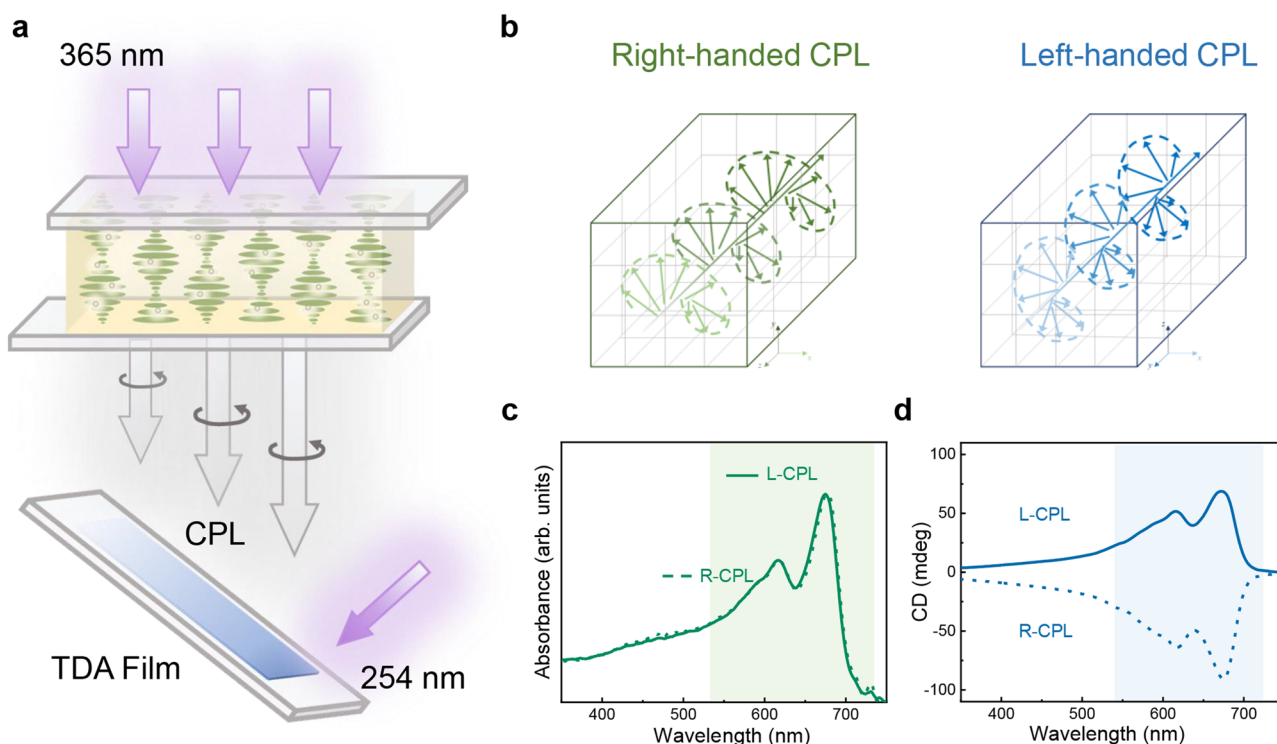 a
365 nm
CPL
TDA Film
254 nm
b
Right-handed CPL
Left-handed CPL
y
x
z
z
x
y
c
L-CPL
R-CPL
Absorbance (arb. units)
400
500
600
700
Wavelength (nm)
d
100
50
0
-50
-100
L-CPL
R-CPL
CD (mdeg)
400
500
600
700
Wavelength (nm)